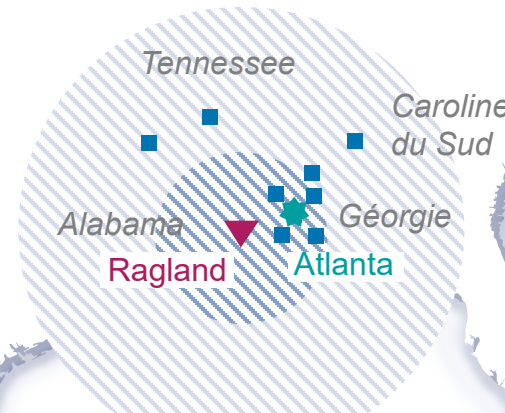 Tennessee
Caroline
du Sud
Alabama
Géorgie
Ragland
Atlanta